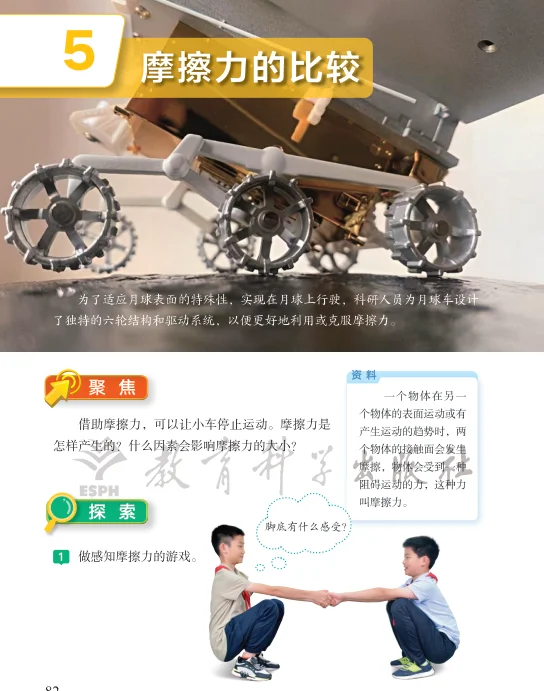 5
摩擦力的比较
为了适应月球表面的特殊性，实现在月球上行驶，科研人员为月球车设计
了独特的六轮结构和驱动系统，以便更好地利用或克服摩擦力。
聚焦
借助摩擦力，可以让小车停止运动。摩擦力是
怎样产生的？什么因素会影响摩擦力的大小？
资料
一个物体在另一
个物体的表面运动或有
产生运动的趋势时，两
个物体的接触面会发生
摩擦，物体会受到一种
阻碍运动的力，这种力
叫摩擦力。
ESPH 教育科学出版社
探索
脚底有什么感受？
1 做感知摩擦力的游戏。